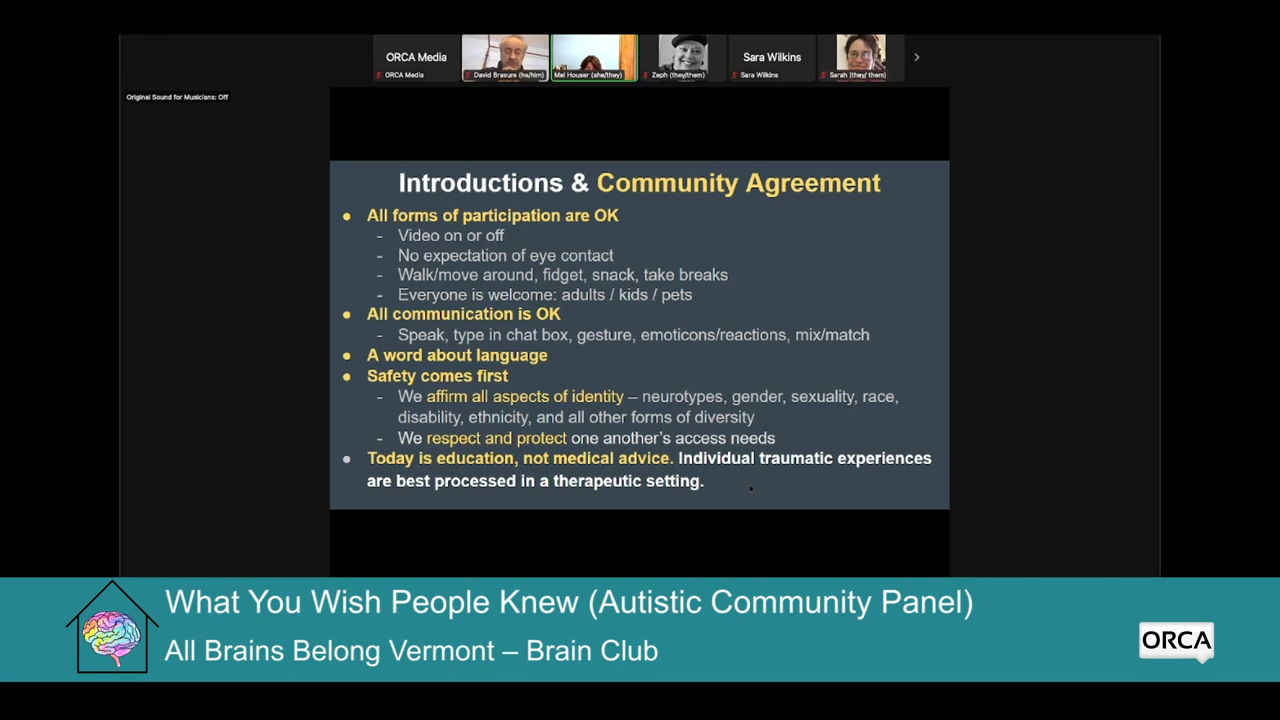 ORCA Media
Sara Wilkins
ORCA Media
David Brasure (he/him)
Mel Houser (she/they)
Zeph (they/them)
Sara Wilkins
Sarah (they/ them)
Original Sound for Musicians: Off
Introductions & Community Agreement
● All forms of participation are OK
- Video on or off
- No expectation of eye contact
- Walk/move around, fidget, snack, take breaks
- Everyone is welcome: adults / kids / pets
● All communication is OK
- Speak, type in chat box, gesture, emoticons/reactions, mix/match
● A word about language
● Safety comes first
- We affirm all aspects of identity – neurotypes, gender, sexuality, race,
disability, ethnicity, and all other forms of diversity
- We respect and protect one another's access needs
● Today is education, not medical advice. Individual traumatic experiences
are best processed in a therapeutic setting.
What You Wish People Knew (Autistic Community Panel)
All Brains Belong Vermont – Brain Club
ORCA